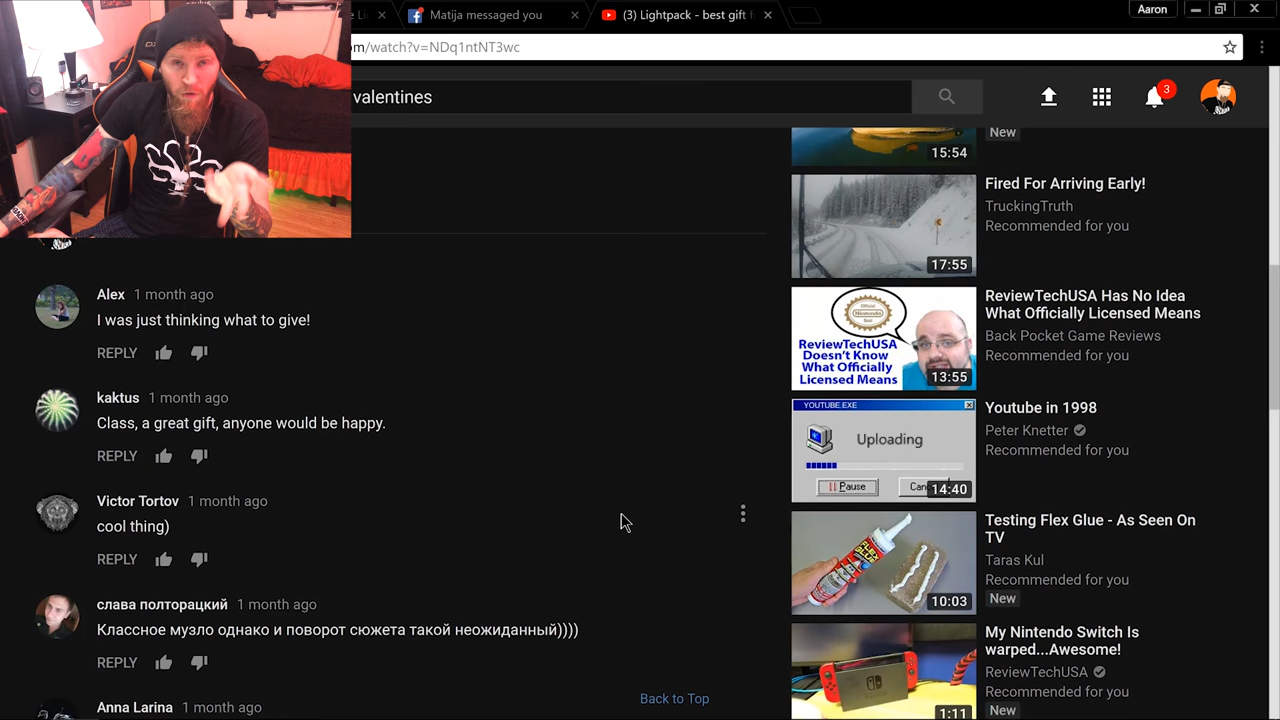 Matija messaged you
(3) Lightpack - best gift
Aaron
om/watch?v=NDq1ntNT3wc
valentines
3
15:54
New
Fired For Arriving Early!
TruckingTruth
Recommended for you
17:55
Official
Nintendo
Seal
ReviewTechUSA
Doesn't Know
What Officially
Licensed Means
13:55
ReviewTechUSA Has No Idea
What Officially Licensed Means
Back Pocket Game Reviews
Recommended for you
Alex 1 month ago
I was just thinking what to give!
REPLY
kaktus 1 month ago
Class, a great gift, anyone would be happy.
REPLY
YOUTUBE.EXE
Uploading
Pause
14:40
Youtube in 1998
Peter Knetter
Recommended for you
Victor Tortov 1 month ago
cool thing)
REPLY
FLEX
GLUE
10:03
Testing Flex Glue - As Seen On
TV
Taras Kul
Recommended for you
New
слава полторацкий 1 month ago
Классное музло однако и поворот сюжета такой неожиданный))))
REPLY
1:11
My Nintendo Switch Is
warped...Awesome!
ReviewTechUSA
Recommended for you
New
Back to Top
Anna Larina 1 month ago